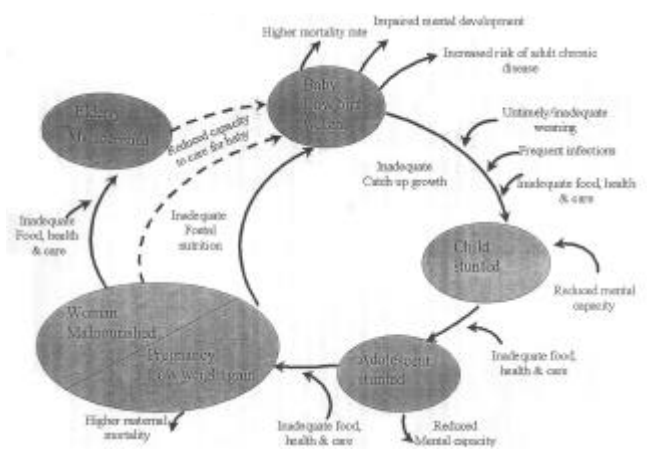 Higher mortality rate
Impaired mental development
Increased risk of adult chronic
disease
Elderly
Malnourished
Baby
Low birth
Weight
Reduced capacity
to care for baby
Untimely/inadequate
weaning
Frequent infections
Inadequate
Catch up growth
Inadequate food, health
& care
Inadequate
Food, health
& care
Inadequate
Foetal
nutrition
Child
stunted
Reduced mental
capacity
Woman
Malnourished
Pregnancy
Low weight gain
Adolescent
stunted
Inadequate food,
health & care
Higher maternal
mortality
Inadequate food,
health & care
Reduced
Mental capacity